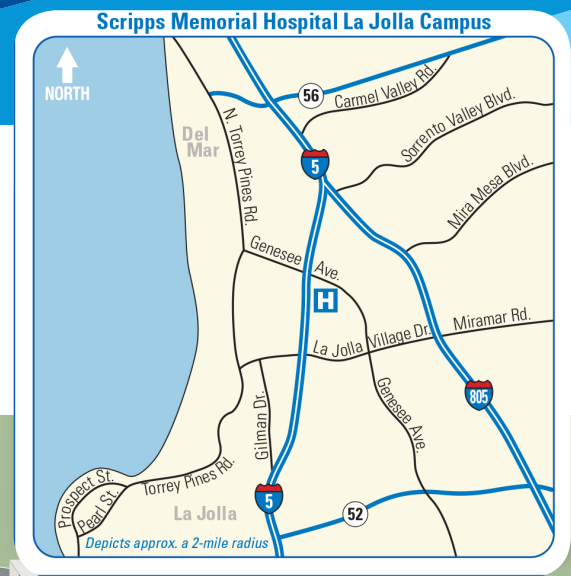 Scripps Memorial Hospital La Jolla Campus
NORTH
56
Carmel Valley Rd.
Del
Mar
N. Torrey Pines Rd.
Sorrento Valley Blvd.
5
Mira Mesa Blvd.
Genesee Ave.
H
La Jolla Village Dr.
Miramar Rd.
Genesee Ave.
805
Gilman Dr.
Torrey Pines Rd.
Prospect St.
Pearl St.
5
La Jolla
52
Depicts approx. a 2-mile radius